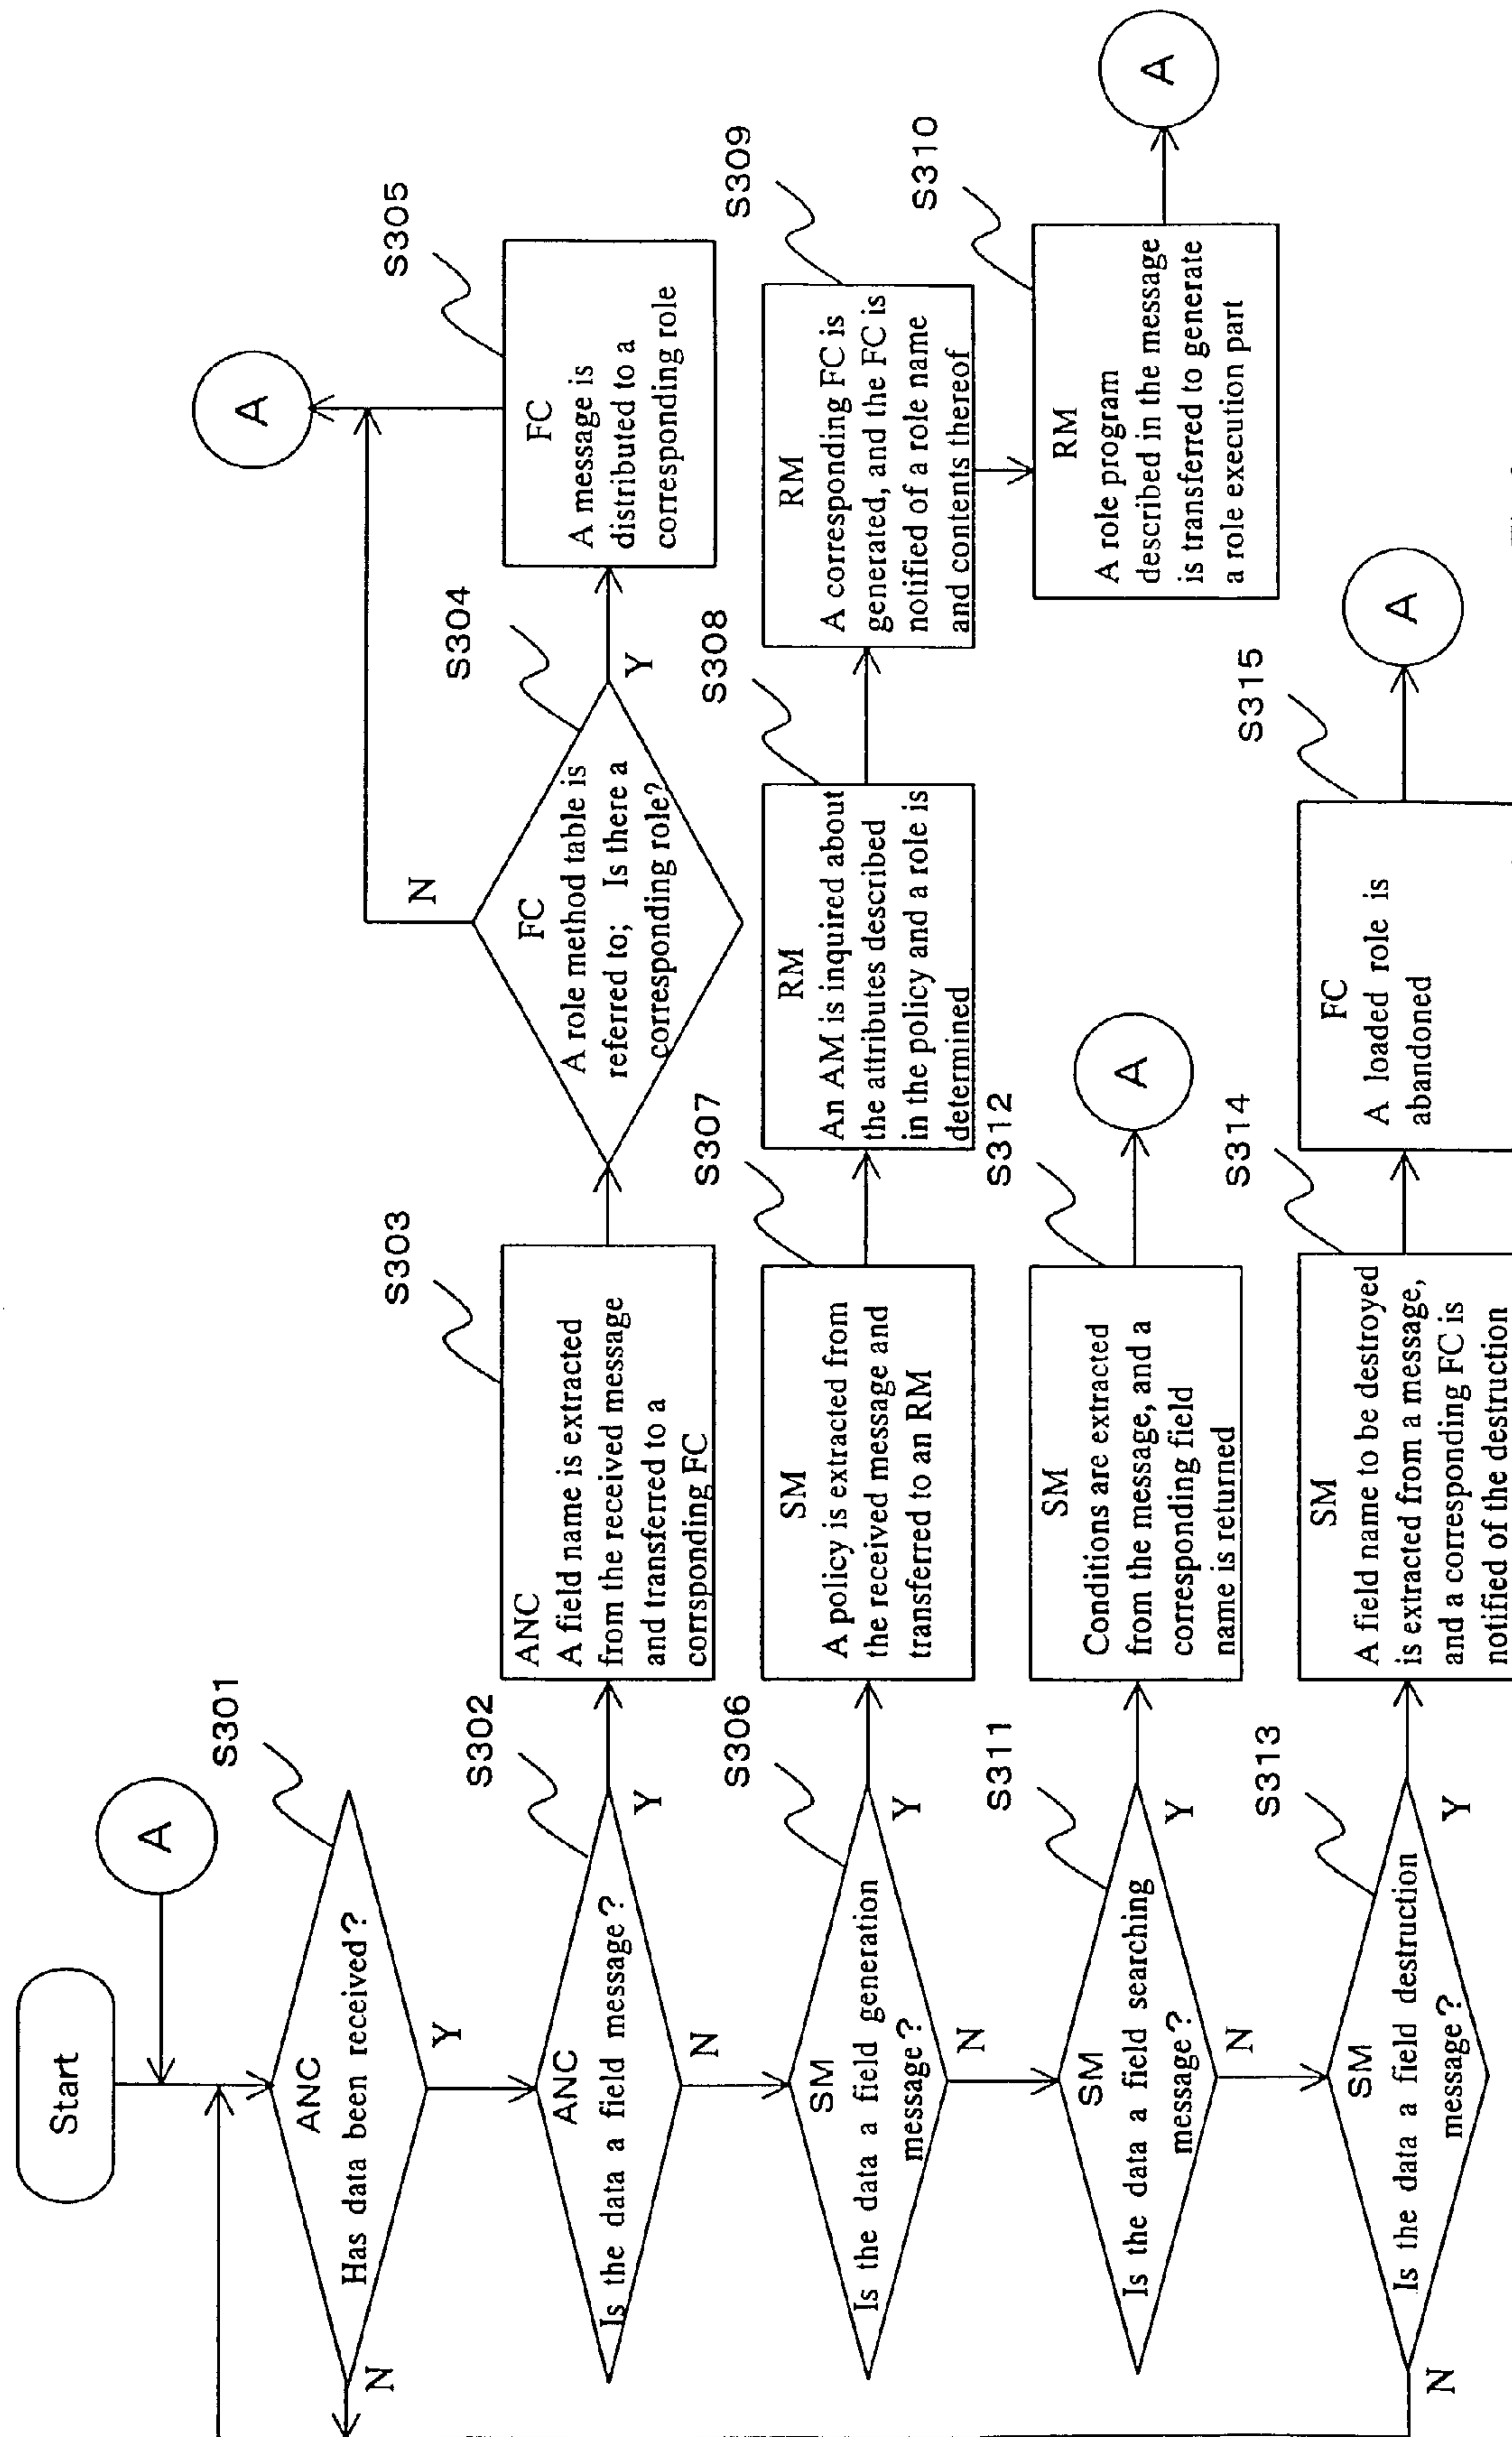 Start
A
S301
ANC
Has data been received?
N
Y
S302
ANC
Is the data a field message?
Y
N
S303
ANC
A field name is extracted
from the received message
and transferred to a
corrsponding FC
S304
FC
A role method table is
referred to; Is there a
corresponding role?
N
Y
S305
FC
A message is
distributed to a
corresponding role
A
S306
SM
Is the data a field generation
message?
Y
N
S307
SM
A policy is extracted from
the received message and
transferred to an RM
S308
RM
An AM is inquired about
the attributes described
in the policy and a role is
determined
S309
RM
A corresponding FC is
generated, and the FC is
notified of a role name
and contents thereof
S310
RM
A role program
described in the message
is transferred to generate
a role execution part
A
S311
SM
Is the data a field searching
message?
Y
N
S312
SM
Conditions are extracted
from the message, and a
corresponding field
name is returned
A
S313
SM
Is the data a field destruction
message?
Y
N
S314
SM
A field name to be destroyed
is extracted from a message,
and a corresponding FC is
notified of the destruction
S315
FC
A loaded role is
abandoned
A